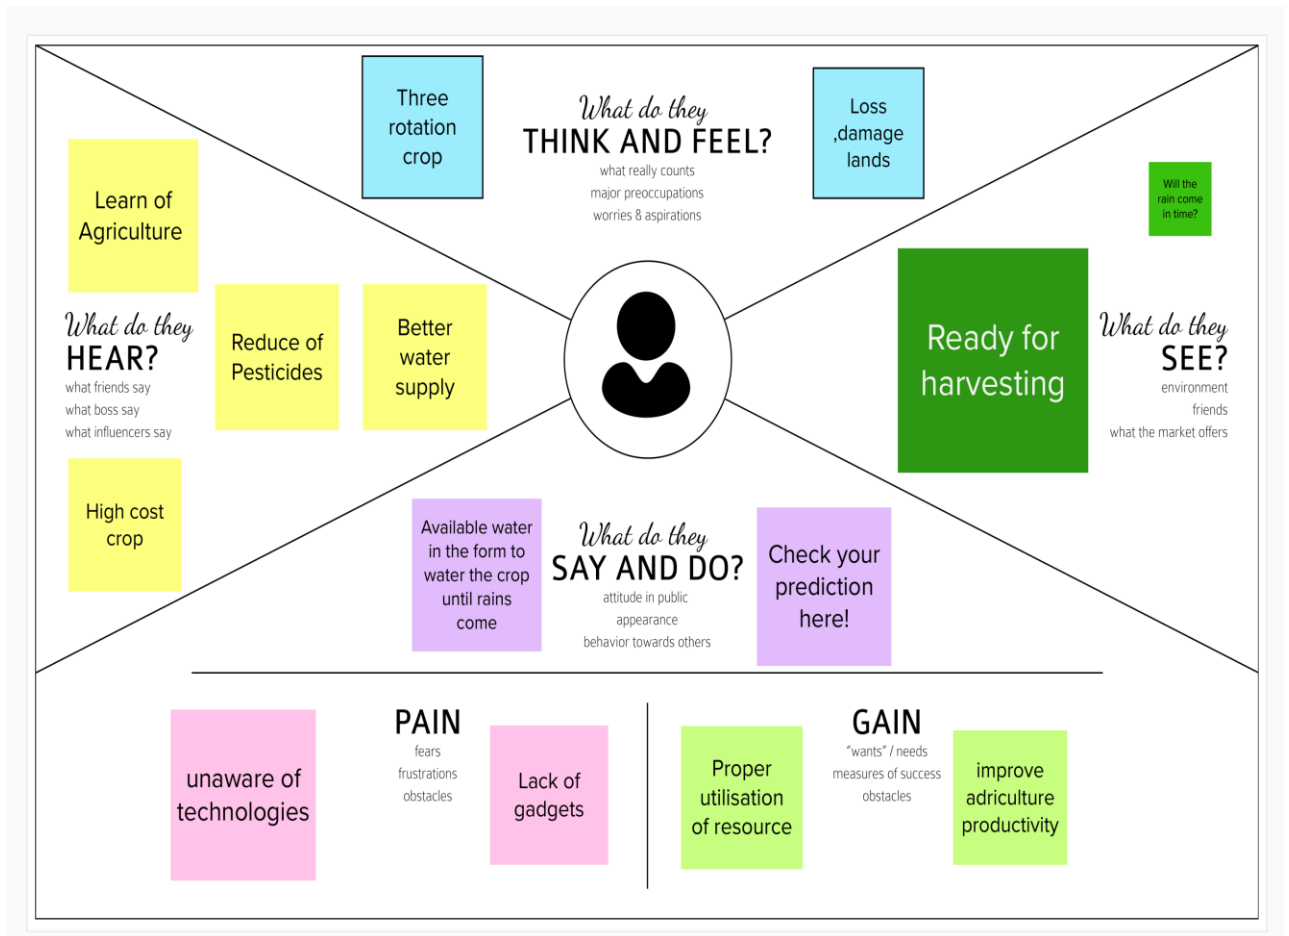 Three
rotation
crop
What do they
THINK AND FEEL?
what really counts
major preoccupations
worries & aspirations
Loss
,damage
lands
Learn of
Agriculture
Reduce of
Pesticides
Better
water
supply
What do they
HEAR?
what friends say
what boss say
what influencers say
High cost
crop
Will the
rain come
in time?
Ready for
harvesting
What do they
SEE?
environment
friends
what the market offers
Available water
in the form to
water the crop
until rains
come
What do they
SAY AND DO?
attitude in public
appearance
behavior towards others
Check your
prediction
here!
unaware of
technologies
PAIN
fears
frustrations
obstacles
Lack of
gadgets
Proper
utilisation
of resource
GAIN
"wants" / needs
measures of success
obstacles
improve
adriculture
productivity